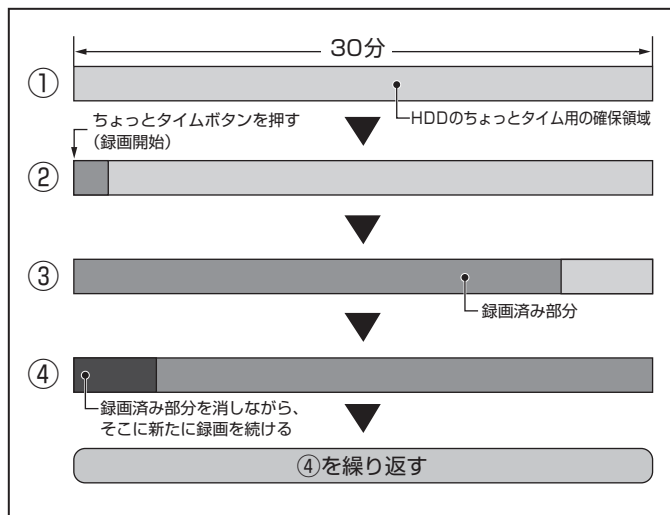 30分
①
HDDのちょっとタイム用の確保領域
ちょっとタイムボタンを押す
（録画開始）
②
③
録画済み部分
④
録画済み部分を消しながら、
そこに新たに録画を続ける
④を繰り返す